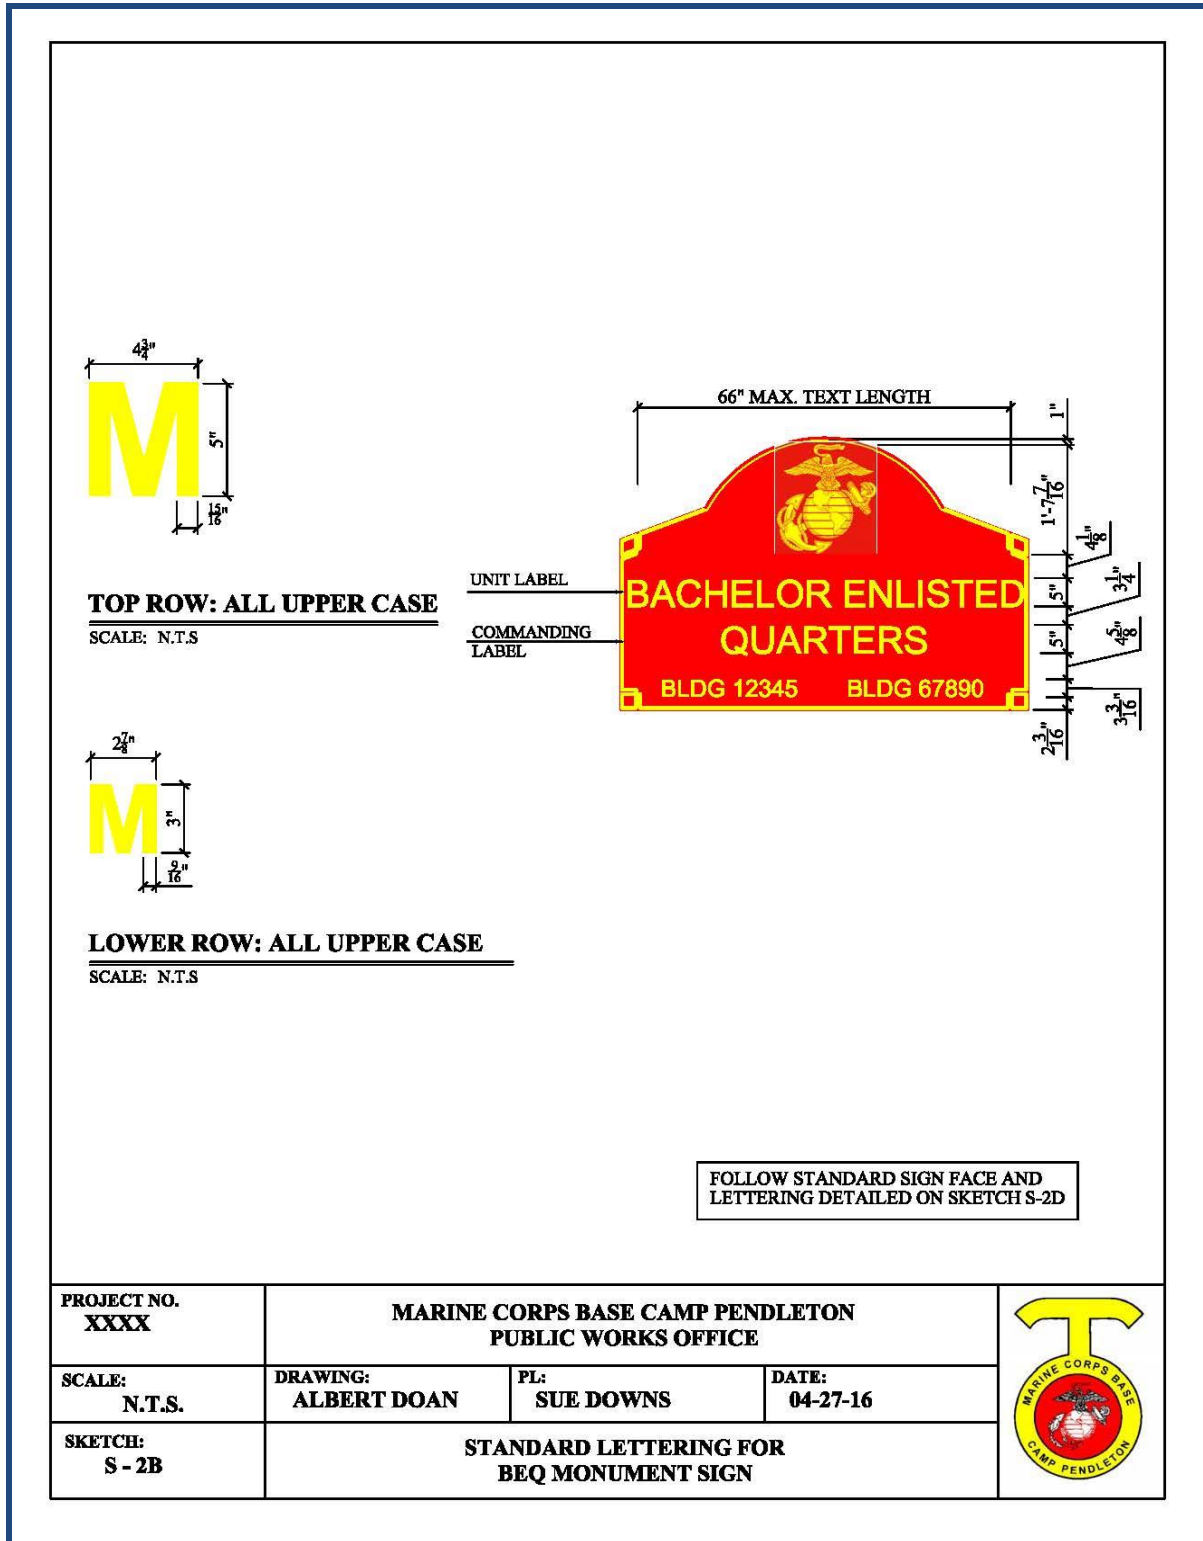 4 3/4"
M
5"
15/16"
TOP ROW: ALL UPPER CASE
SCALE: N.T.S
66" MAX. TEXT LENGTH
1"
1'-7 7/16"
4 1/8"
5"
3 1/4"
5"
4 5/8"
3 3/16"
2 3/16"
UNIT LABEL
COMMANDING
LABEL
BACHELOR ENLISTED
QUARTERS
BLDG 12345 BLDG 67890
2 7/8"
M
3"
9/16"
LOWER ROW: ALL UPPER CASE
SCALE: N.T.S
FOLLOW STANDARD SIGN FACE AND
LETTERING DETAILED ON SKETCH S-2D
PROJECT NO.
XXXX
MARINE CORPS BASE CAMP PENDLETON
PUBLIC WORKS OFFICE
SCALE:
N.T.S.
DRAWING:
ALBERT DOAN
PL:
SUE DOWNS
DATE:
04-27-16
SKETCH:
S - 2B
STANDARD LETTERING FOR
BEQ MONUMENT SIGN
MARINE CORPS BASE
CAMP PENDLETON